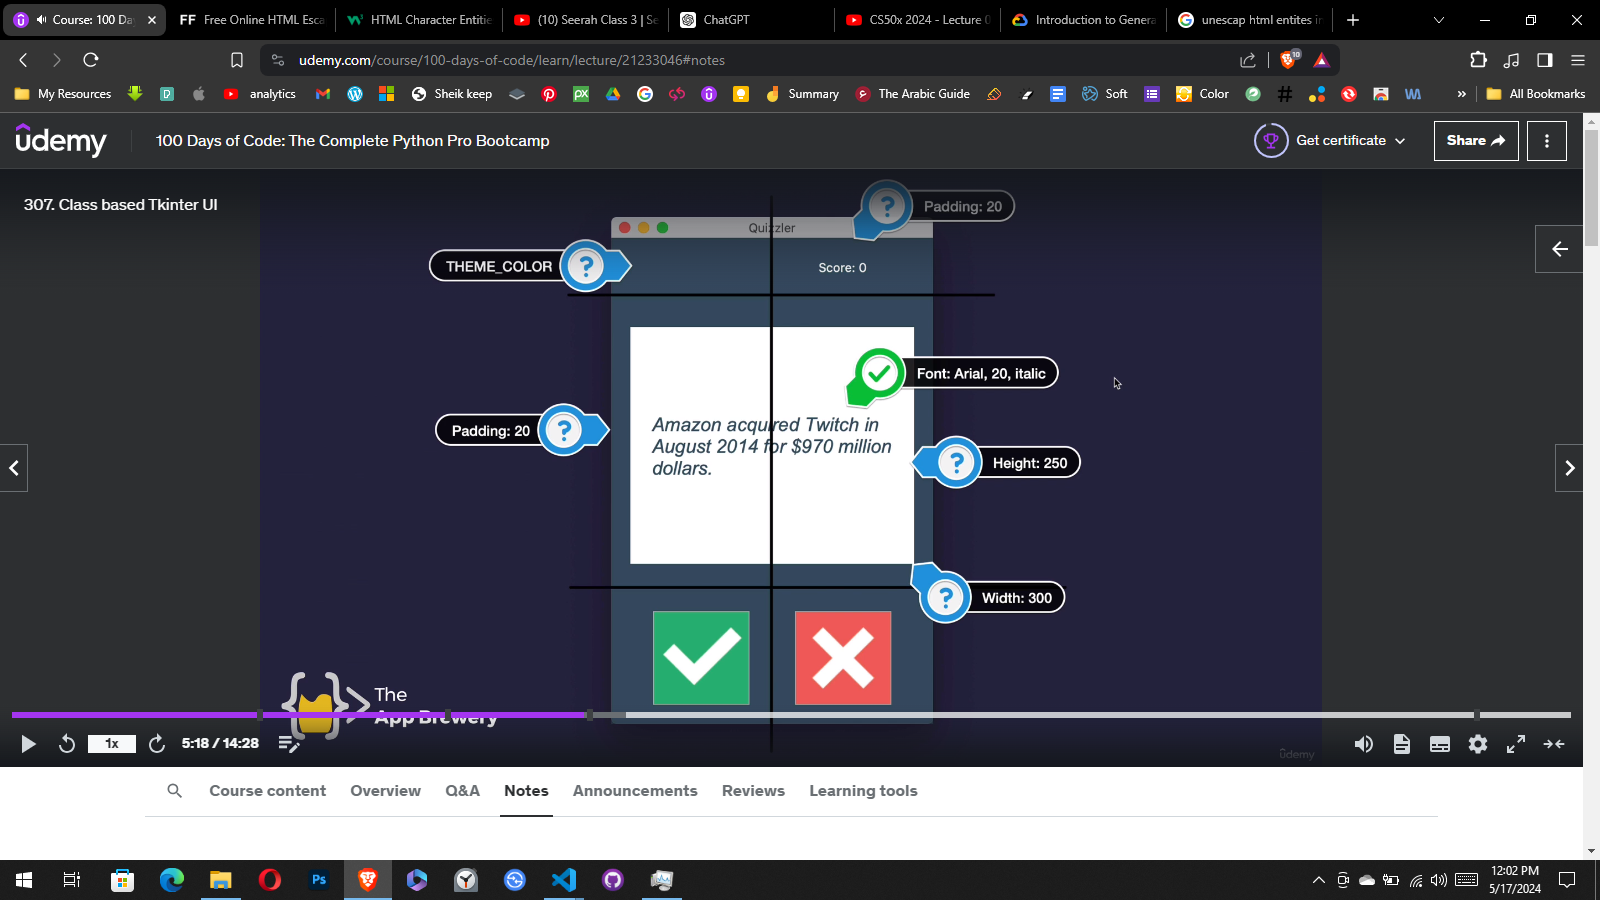 Course: 100 Da
FF Free Online HTML Esca
HTML Character Entitie
(10) Seerah Class 3 | Se
ChatGPT
CS50x 2024 - Lecture 0
Introduction to Genera
unescap html entites in
udemy.com/course/100-days-of-code/learn/lecture/21233046#notes
10
My Resources
analytics
Sheik keep
Summary
The Arabic Guide
Soft
Color
»
All Bookmarks
udemy
100 Days of Code: The Complete Python Pro Bootcamp
Get certificate
Share
307. Class based Tkinter UI
Padding: 20
Quizzler
THEME_COLOR
Score: 0
Font: Arial, 20, italic
Amazon acquired Twitch in
August 2014 for $970 million
dollars.
Padding: 20
Height: 250
Width: 300
The
App Brewery
1x
5:18 / 14:28
udemy
Course content
Overview
Q&A
Notes
Announcements
Reviews
Learning tools
Ps
12:02 PM
5/17/2024